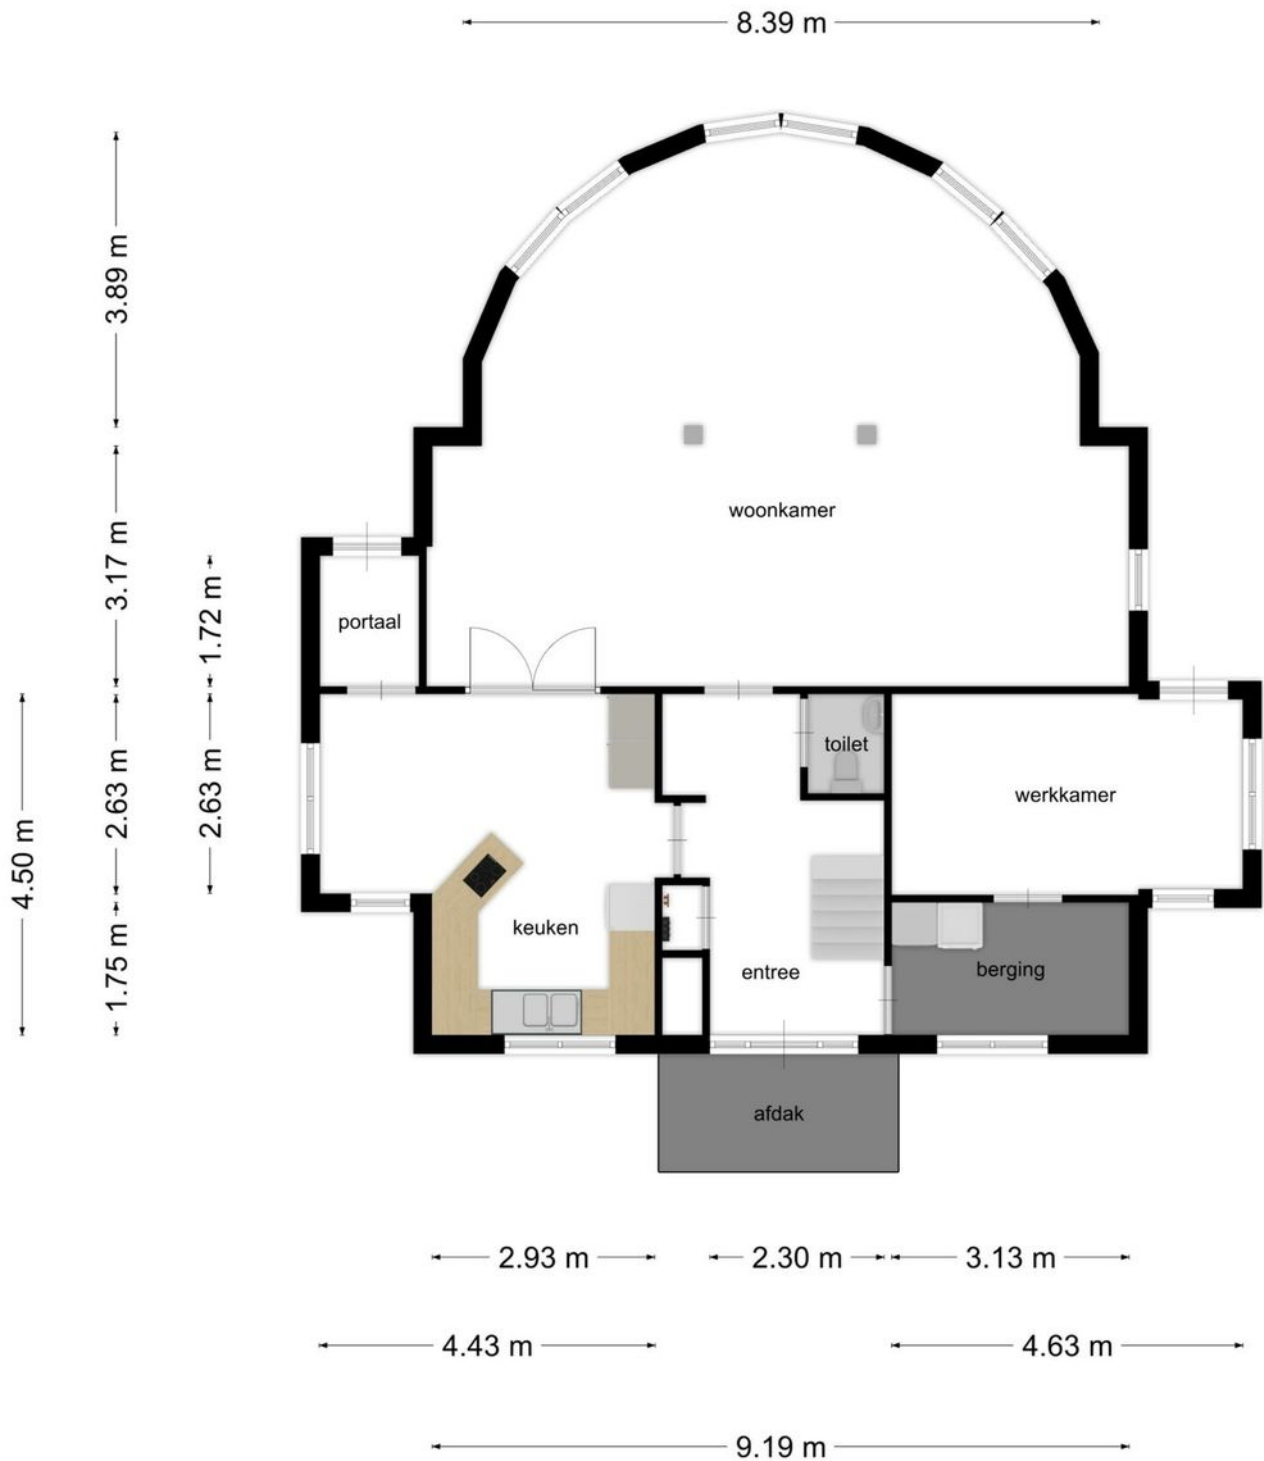 8.39 m
3.89 m
3.17 m
1.72 m
4.50 m
2.63 m
2.63 m
1.75 m
woonkamer
portaal
toilet
werkkamer
keuken
entree
berging
afdak
2.93 m
2.30 m
3.13 m
4.43 m
4.63 m
9.19 m